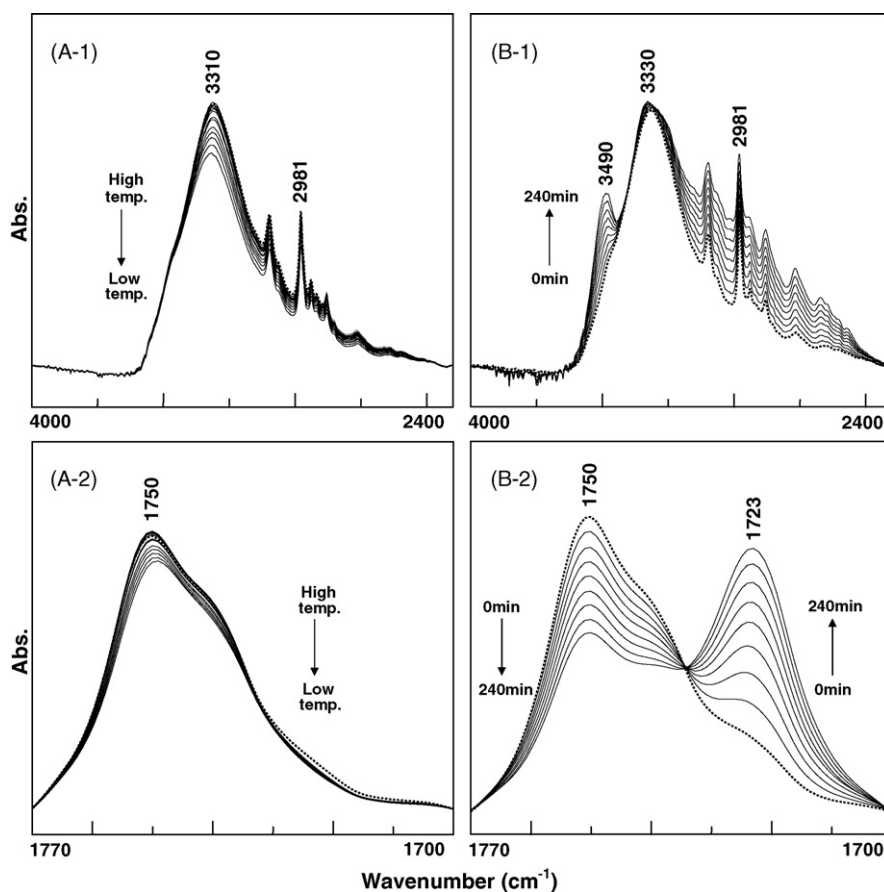 (A-1)
3310
2981
High
temp.
Low
temp.
4000
2400
(B-1)
3490
3330
2981
240min
0min
4000
2400
Abs.
(A-2)
1750
High
temp.
Low
temp.
1770
1700
(B-2)
1750
1723
0min
240min
240min
0min
1770
1700
Abs.
Wavenumber (cm⁻¹)